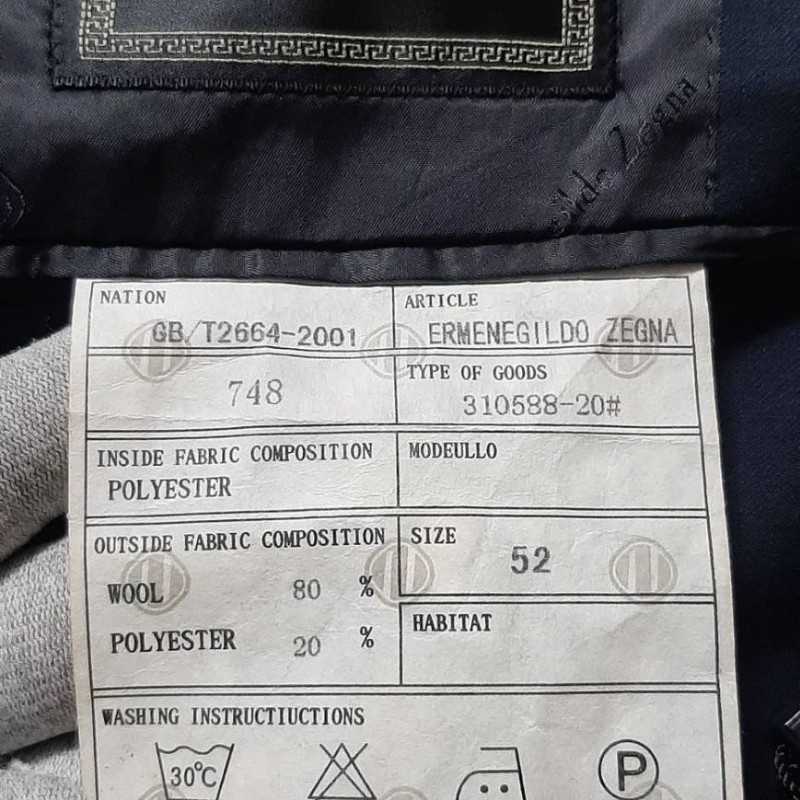 Zegna
NATION
GB/T2664-2001
ARTICLE
ERMENEGILDO ZEGNA
748
TYPE OF GOODS
310588-20#
INSIDE FABRIC COMPOSITION
POLYESTER
MODEULLO
OUTSIDE FABRIC COMPOSITION
WOOL 80 %
POLYESTER 20 %
SIZE
52
HABITAT
WASHING INSTRUCTIUCTIONS
30℃
P